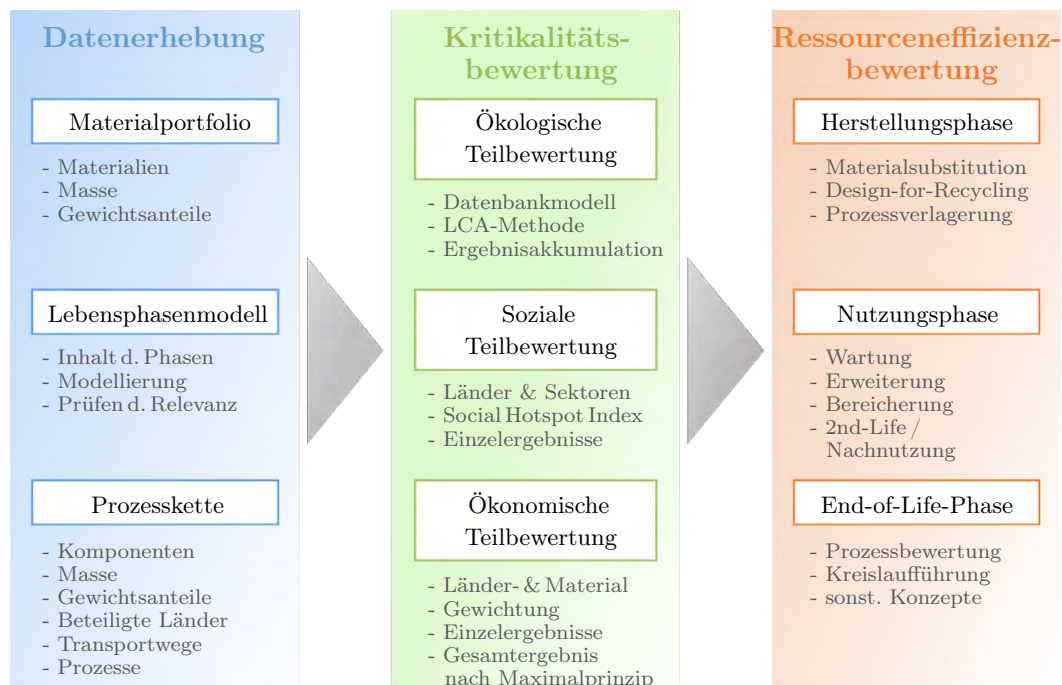 Datenerhebung
Materialportfolio
- Materialien
- Masse
- Gewichtsanteile
Lebensphasenmodell
- Inhalt d. Phasen
- Modellierung
- Prüfen d. Relevanz
Prozesskette
- Komponenten
- Masse
- Gewichtsanteile
- Beteiligte Länder
- Transportwege
- Prozesse
Kritikalitäts-
bewertung
Ökologische
Teilbewertung
- Datenbankmodell
- LCA-Methode
- Ergebnisakkumulation
Soziale
Teilbewertung
- Länder & Sektoren
- Social Hotspot Index
- Einzelergebnisse
Ökonomische
Teilbewertung
- Länder- & Material
- Gewichtung
- Einzelergebnisse
- Gesamtergebnis
nach Maximalprinzip
Ressourceneffizienz-
bewertung
Herstellungsphase
- Materialsubstitution
- Design-for-Recycling
- Prozessverlagerung
Nutzungsphase
- Wartung
- Erweiterung
- Bereicherung
- 2nd-Life /
Nachnutzung
End-of-Life-Phase
- Prozessbewertung
- Kreislaufführung
- sonst. Konzepte